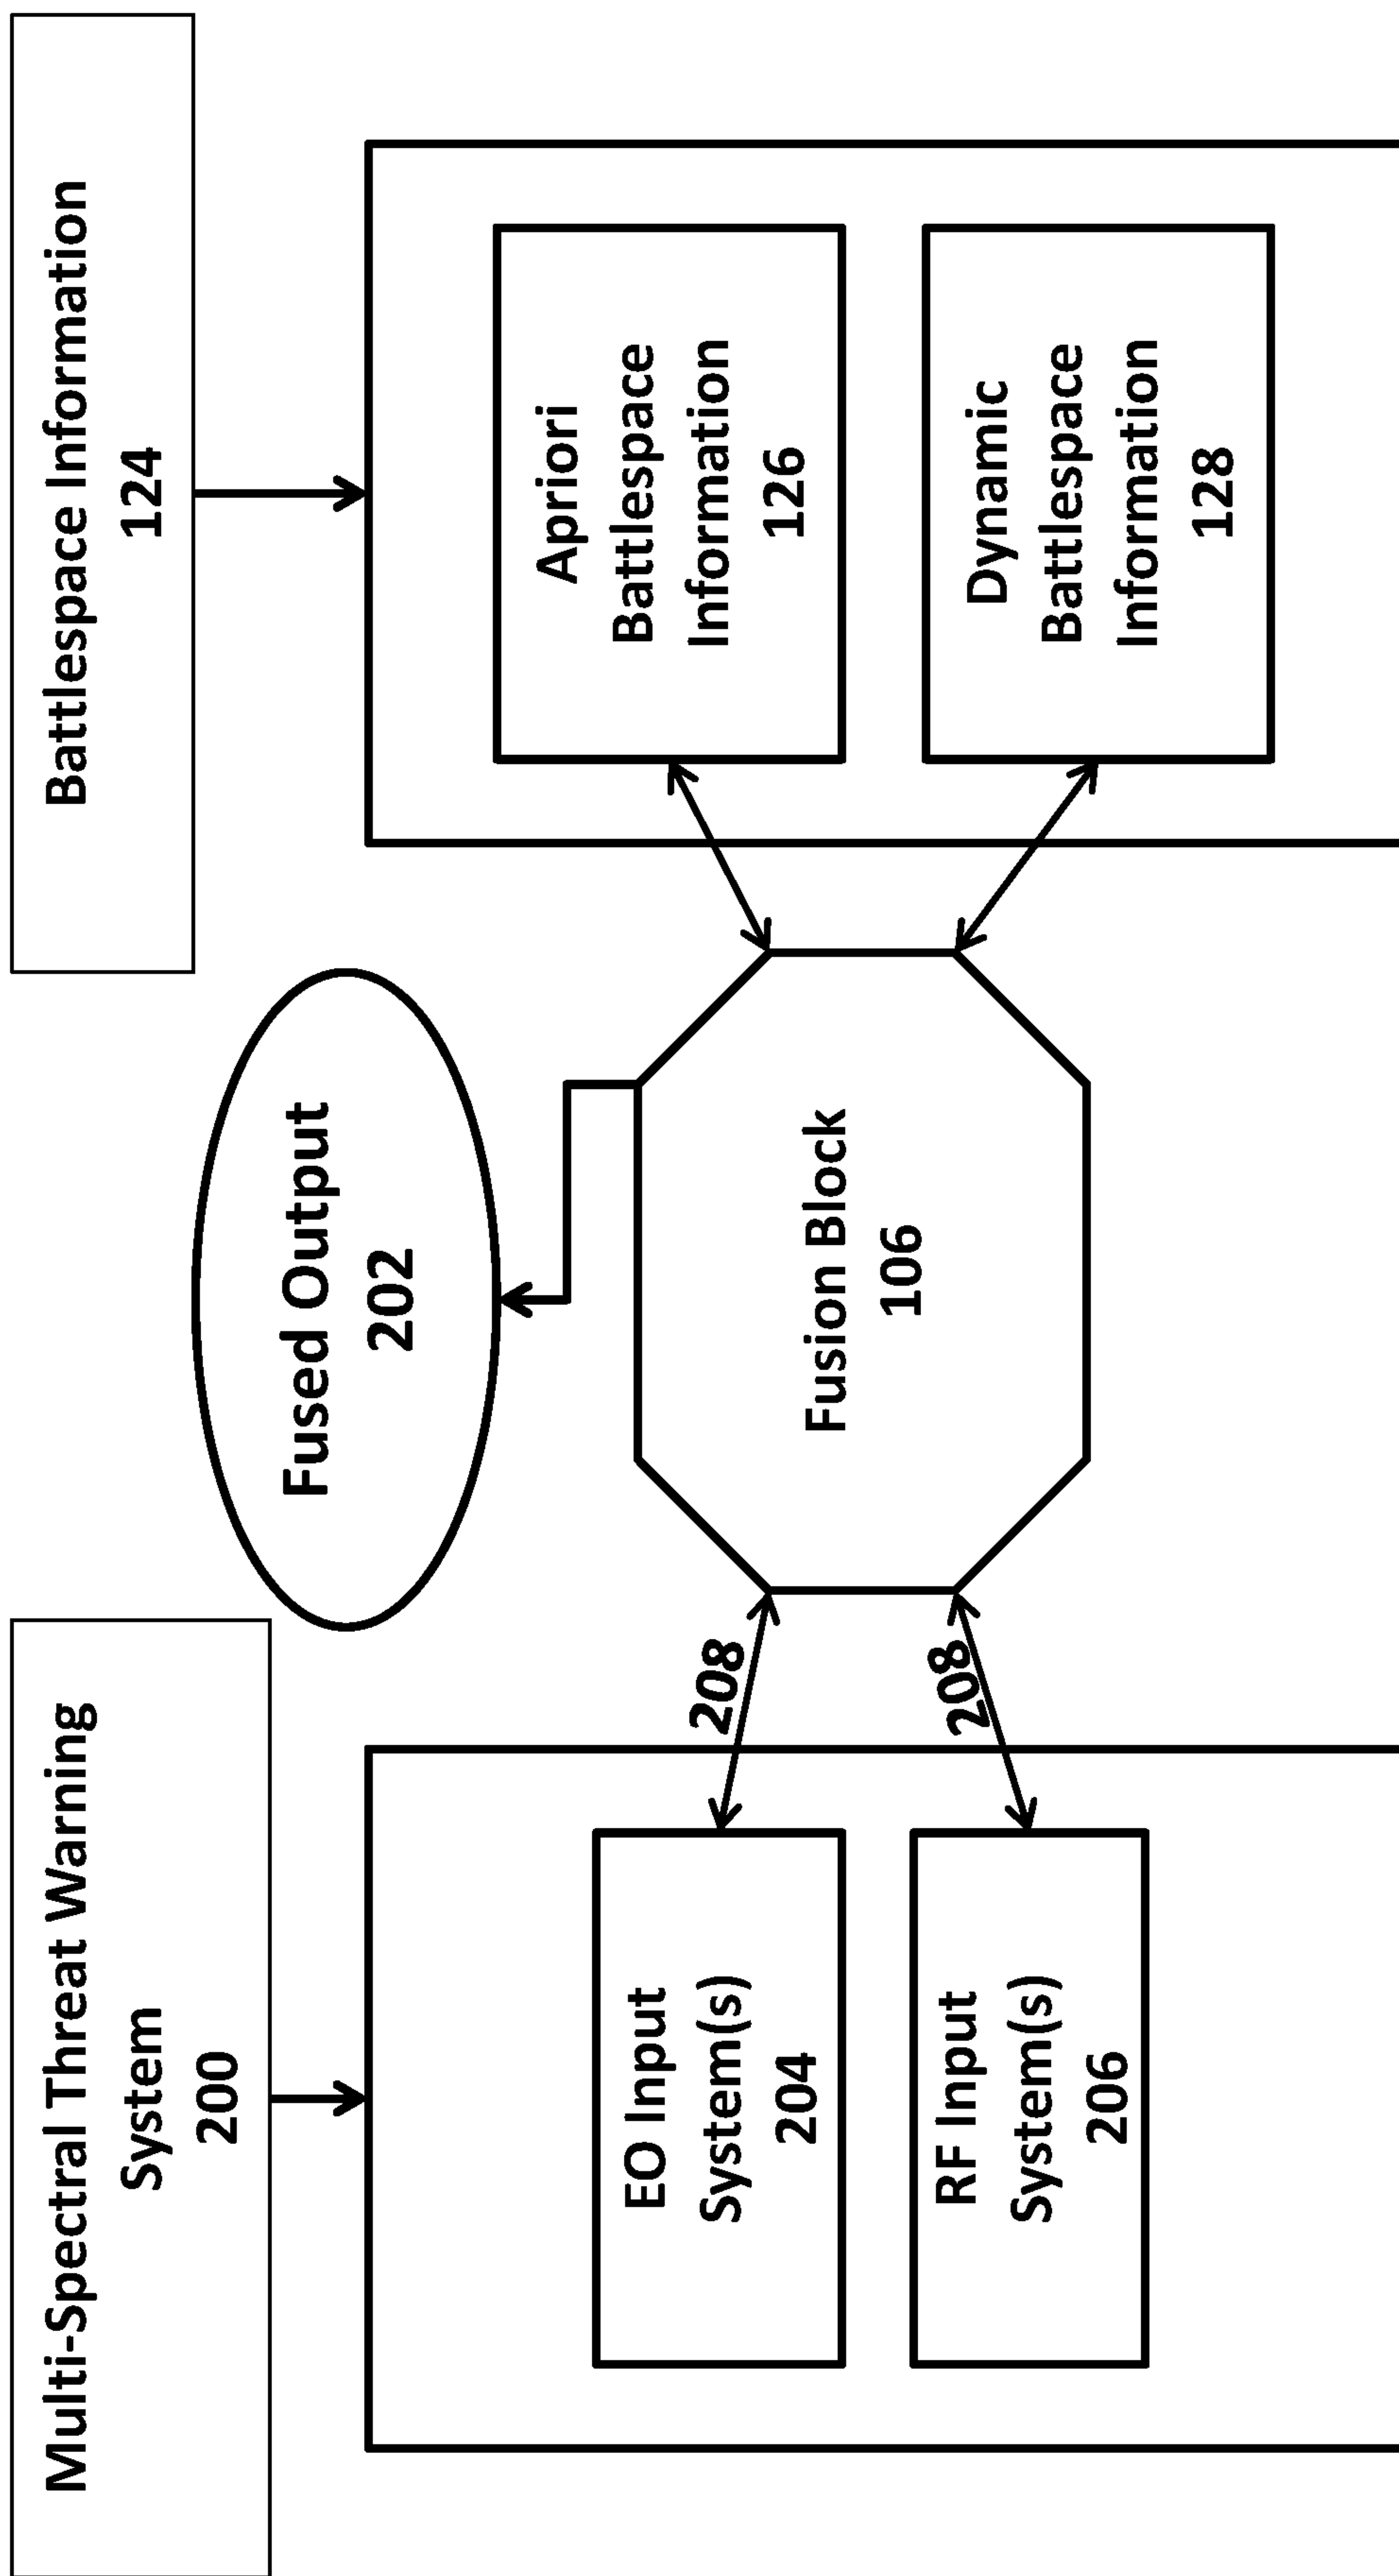 Multi-Spectral Threat Warning
System
200
Battlespace Information
124
Fused Output
202
EO Input
System(s)
204
RF Input
System(s)
206
208
208
Fusion Block
106
Apriori
Battlespace
Information
126
Dynamic
Battlespace
Information
128